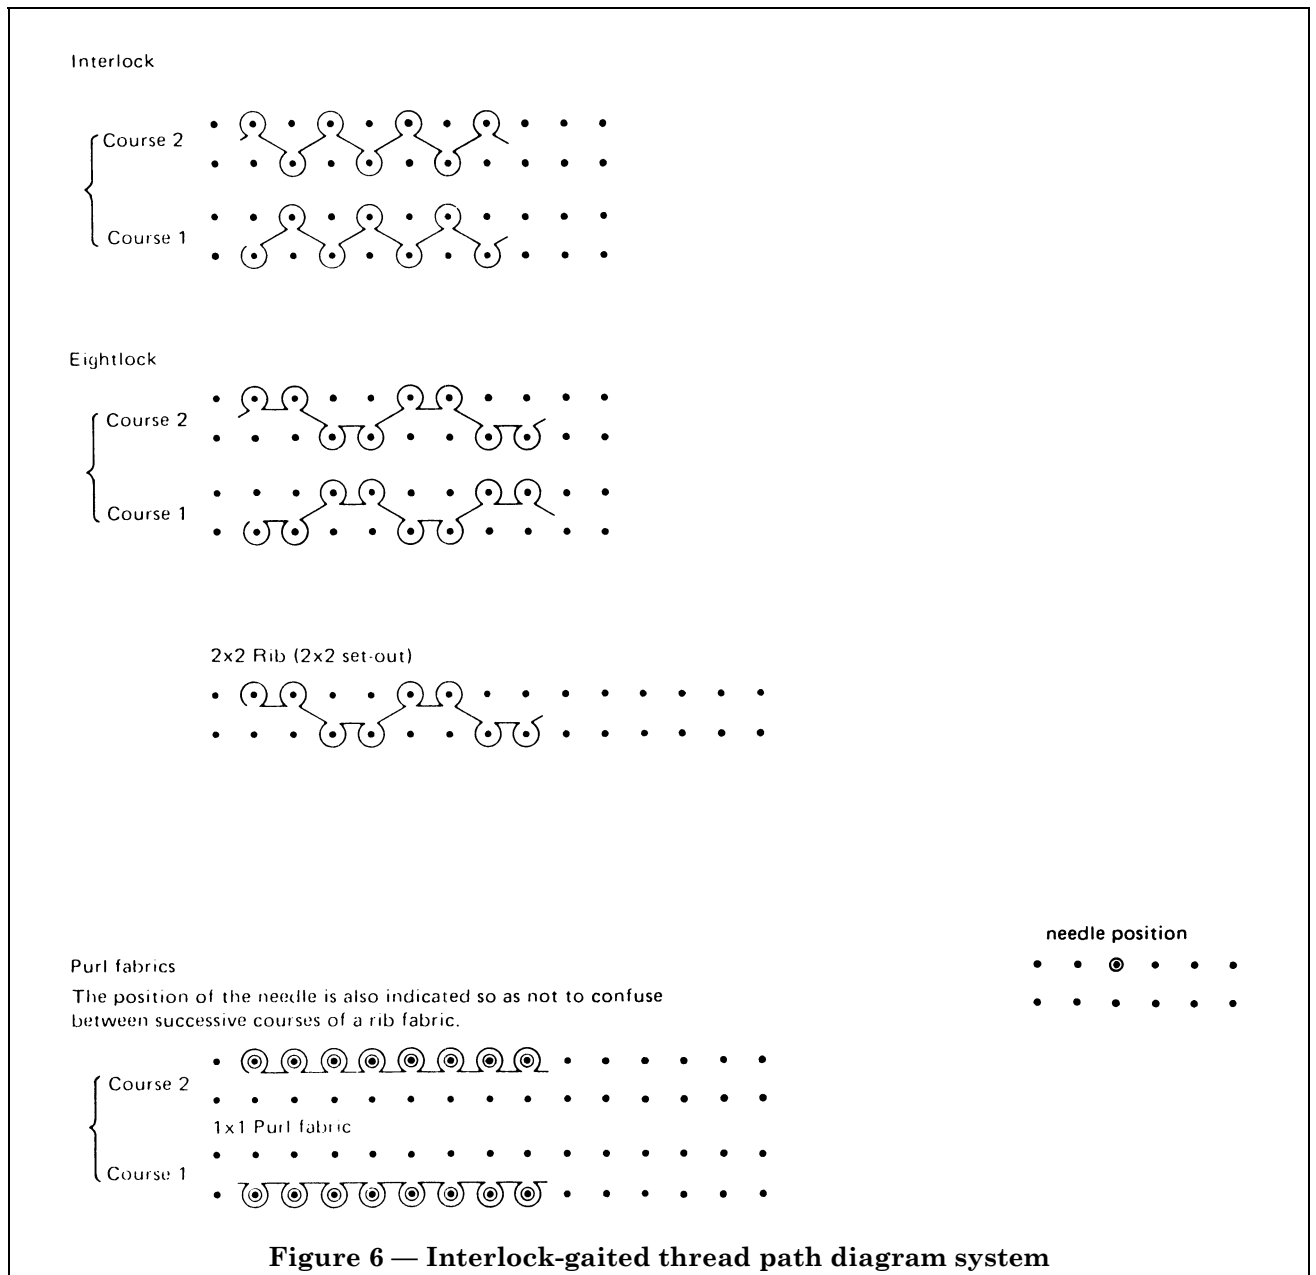 Interlock
Course 2
Course 1
Eightlock
Course 2
Course 1
2x2 Rib (2x2 set-out)
needle position
Purl fabrics
The position of the needle is also indicated so as not to confuse
between successive courses of a rib fabric.
Course 2
1x1 Purl fabric
Course 1
Figure 6 — Interlock-gaited thread path diagram system